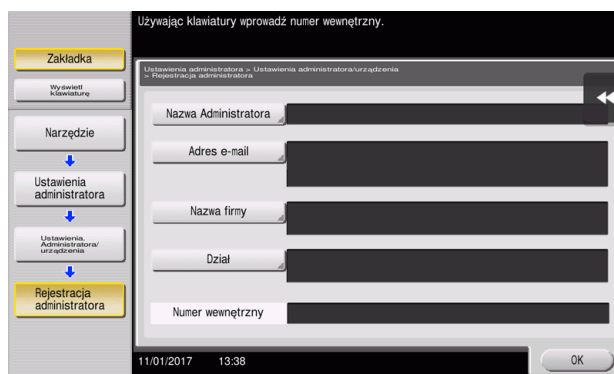 Używając klawiatury wprowadź numer wewnętrzny.
Zakładka
Wyświetl
klawiaturę
Narzędzie
Ustawienia
administratora
Ustawienia.
Administratora/
urządzenia
Rejestracja
administratora
Ustawienia administratora > Ustawienia administratora/urządzenia
> Rejestracja administratora
Nazwa Administratora
Adres e-mail
Nazwa firmy
Dział
Numer wewnętrzny
11/01/2017 13:38
OK